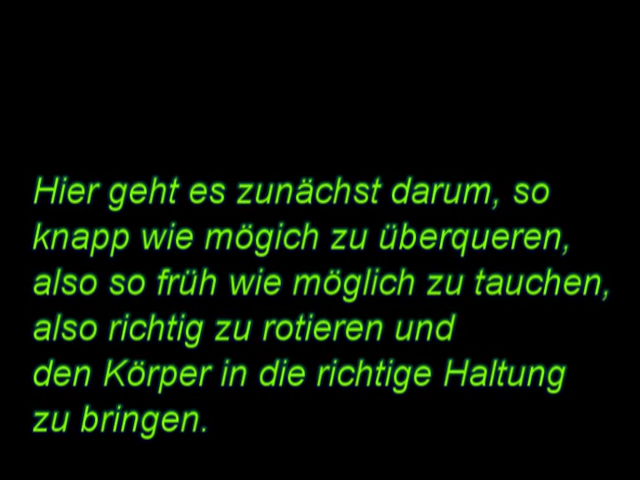 Hier geht es zunächst darum, so
knapp wie mögich zu überqueren,
also so früh wie möglich zu tauchen,
also richtig zu rotieren und
den Körper in die richtige Haltung
zu bringen.